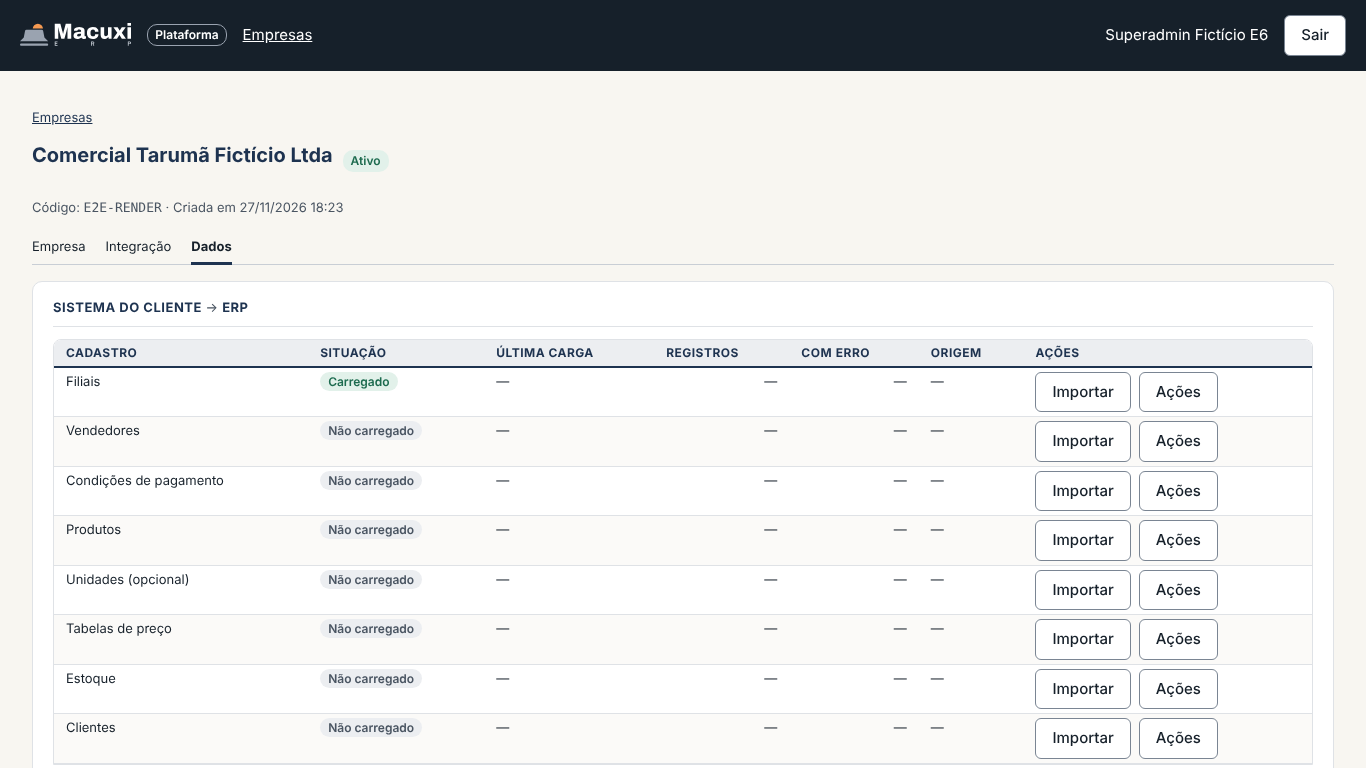 Macuxi
E R P
Plataforma
Empresas
Superadmin Fictício E6
Sair
Empresas
Comercial Tarumã Fictício Ltda
Ativo
Código: E2E-RENDER · Criada em 27/11/2026 18:23
Empresa Integração Dados
SISTEMA DO CLIENTE → ERP
CADASTRO SITUAÇÃO ÚLTIMA CARGA REGISTROS COM ERRO ORIGEM AÇÕES
Filiais Carregado — — — — Importar Ações
Vendedores Não carregado — — — — Importar Ações
Condições de pagamento Não carregado — — — — Importar Ações
Produtos Não carregado — — — — Importar Ações
Unidades (opcional) Não carregado — — — — Importar Ações
Tabelas de preço Não carregado — — — — Importar Ações
Estoque Não carregado — — — — Importar Ações
Clientes Não carregado — — — — Importar Ações